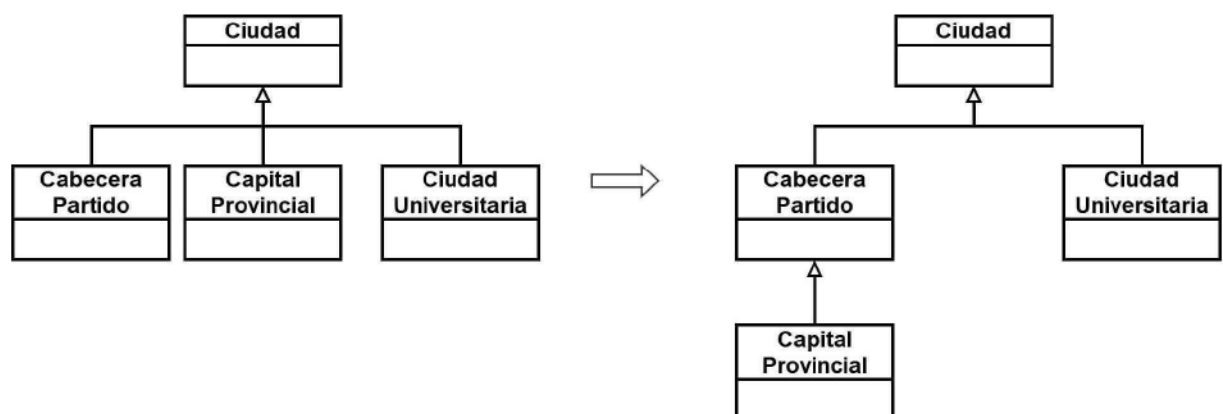 Ciudad
Cabecera
Partido
Capital
Provincial
Ciudad
Universitaria
Ciudad
Cabecera
Partido
Ciudad
Universitaria
Capital
Provincial